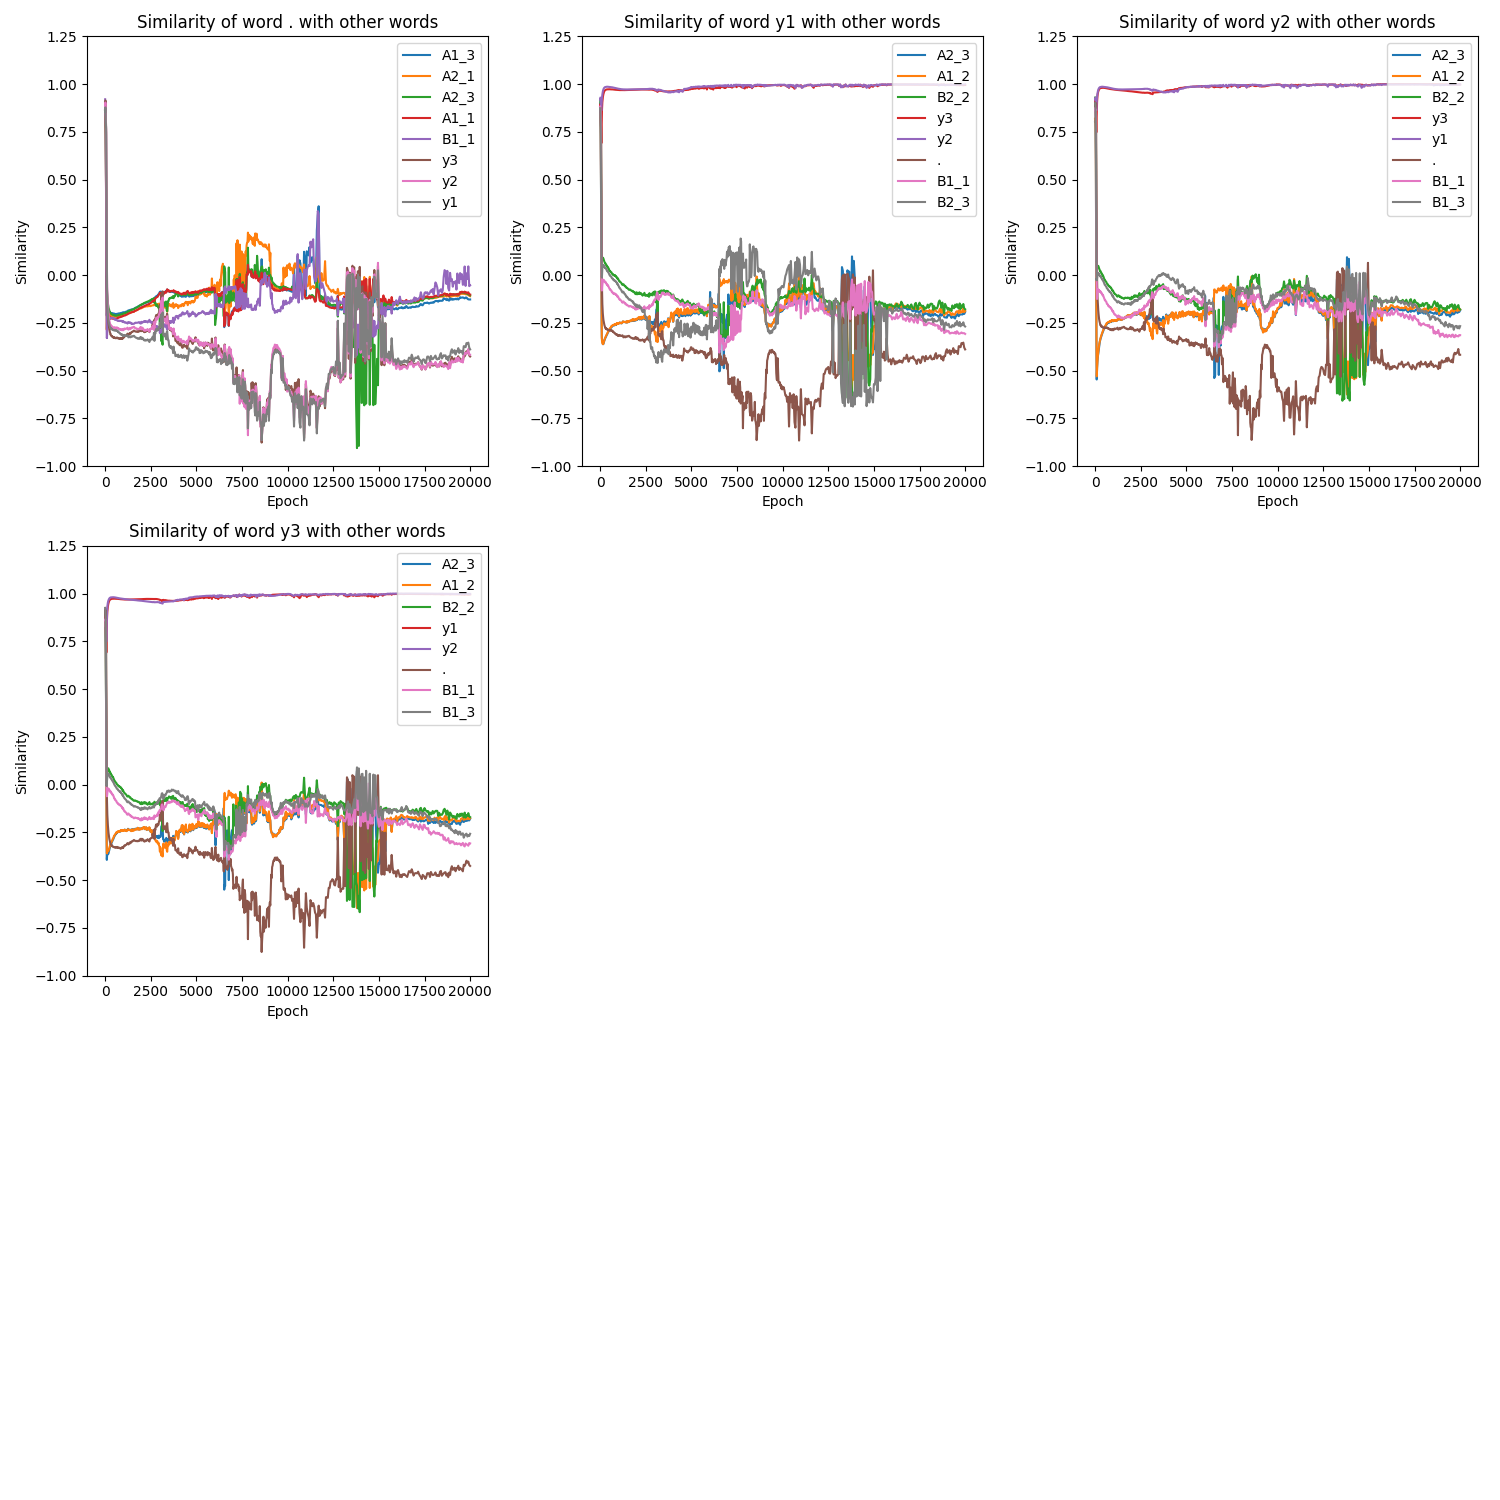 Similarity of word . with other words
1.25
1.00
0.75
0.50
0.25
0.00
−0.25
−0.50
−0.75
−1.00
Similarity
0 2500 5000 7500 10000 12500 15000 17500 20000
Epoch
A1_3
A2_1
A2_3
A1_1
B1_1
y3
y2
y1
Similarity of word y1 with other words
1.25
1.00
0.75
0.50
0.25
0.00
−0.25
−0.50
−0.75
−1.00
Similarity
0 2500 5000 7500 10000 12500 15000 17500 20000
Epoch
A2_3
A1_2
B2_2
y3
y2
.
B1_1
B2_3
Similarity of word y2 with other words
1.25
1.00
0.75
0.50
0.25
0.00
−0.25
−0.50
−0.75
−1.00
Similarity
0 2500 5000 7500 10000 12500 15000 17500 20000
Epoch
A2_3
A1_2
B2_2
y3
y1
.
B1_1
B1_3
Similarity of word y3 with other words
1.25
1.00
0.75
0.50
0.25
0.00
−0.25
−0.50
−0.75
−1.00
Similarity
0 2500 5000 7500 10000 12500 15000 17500 20000
Epoch
A2_3
A1_2
B2_2
y1
y2
.
B1_1
B1_3